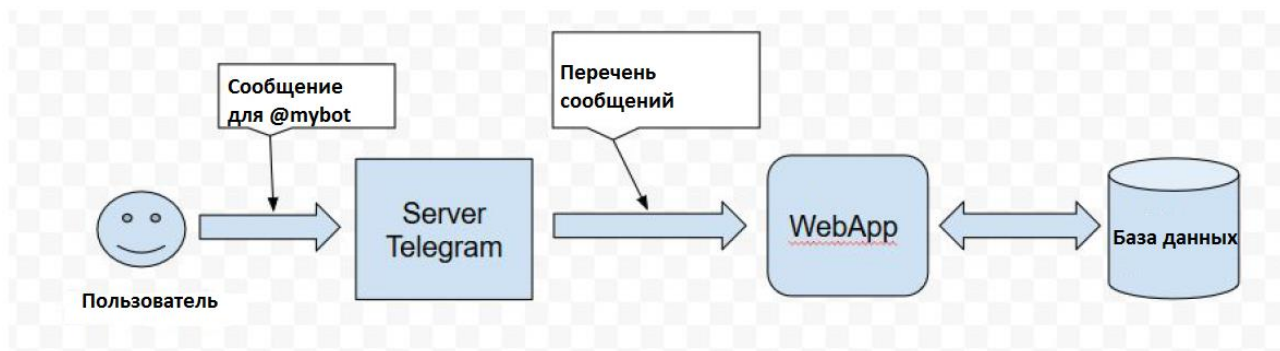 Сообщение
для @mybot
Перечень
сообщений
Server
Telegram
WebApp
База данных
Пользователь